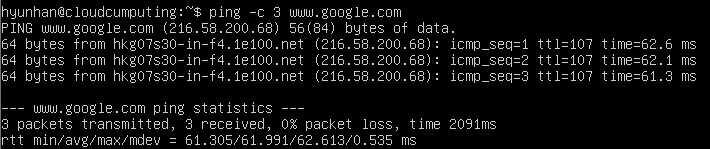 hyunhan@cloudcumputing:~$ ping -c 3 www.google.com
PING www.google.com (216.58.200.68) 56(84) bytes of data.
64 bytes from hkg07s30-in-f4.1e100.net (216.58.200.68): icmp_seq=1 ttl=107 time=62.6 ms
64 bytes from hkg07s30-in-f4.1e100.net (216.58.200.68): icmp_seq=2 ttl=107 time=62.1 ms
64 bytes from hkg07s30-in-f4.1e100.net (216.58.200.68): icmp_seq=3 ttl=107 time=61.3 ms

--- www.google.com ping statistics ---
3 packets transmitted, 3 received, 0% packet loss, time 2091ms
rtt min/avg/max/mdev = 61.305/61.991/62.613/0.535 ms